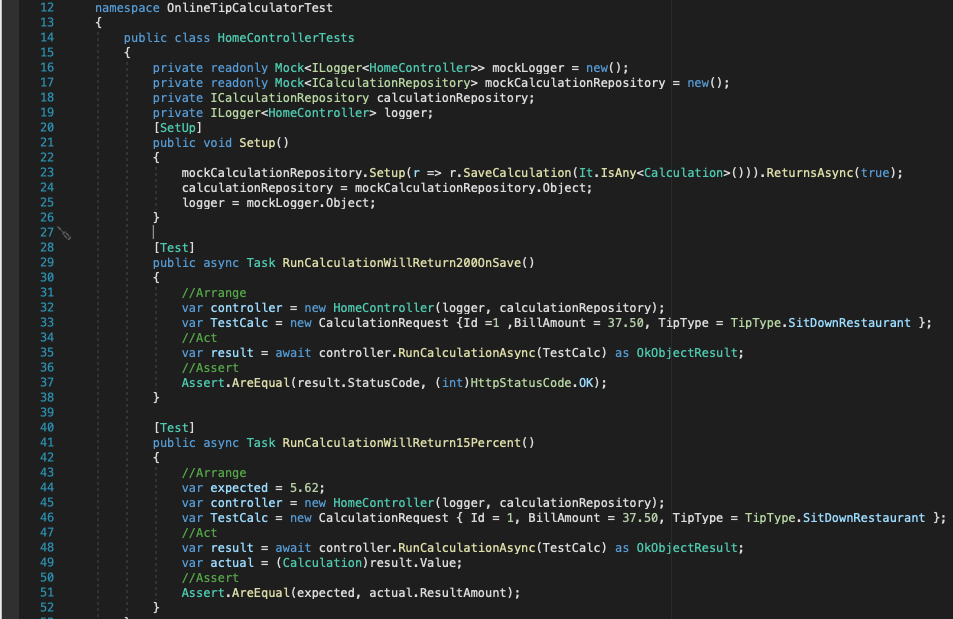 12 namespace OnlineTipCalculatorTest
13 {
14 public class HomeControllerTests
15 {
16 private readonly Mock<ILogger<HomeController>> mockLogger = new();
17 private readonly Mock<ICalculationRepository> mockCalculationRepository = new();
18 private ICalculationRepository calculationRepository;
19 private ILogger<HomeController> logger;
20 [SetUp]
21 public void Setup()
22 {
23 mockCalculationRepository.Setup(r => r.SaveCalculation(It.IsAny<Calculation>())).ReturnsAsync(true);
24 calculationRepository = mockCalculationRepository.Object;
25 logger = mockLogger.Object;
26 }
27
28 [Test]
29 public async Task RunCalculationWillReturn200OnSave()
30 {
31 //Arrange
32 var controller = new HomeController(logger, calculationRepository);
33 var TestCalc = new CalculationRequest {Id =1 ,BillAmount = 37.50, TipType = TipType.SitDownRestaurant };
34 //Act
35 var result = await controller.RunCalculationAsync(TestCalc) as OkObjectResult;
36 //Assert
37 Assert.AreEqual(result.StatusCode, (int)HttpStatusCode.OK);
38 }
39
40 [Test]
41 public async Task RunCalculationWillReturn15Percent()
42 {
43 //Arrange
44 var expected = 5.62;
45 var controller = new HomeController(logger, calculationRepository);
46 var TestCalc = new CalculationRequest { Id = 1, BillAmount = 37.50, TipType = TipType.SitDownRestaurant };
47 //Act
48 var result = await controller.RunCalculationAsync(TestCalc) as OkObjectResult;
49 var actual = (Calculation)result.Value;
50 //Assert
51 Assert.AreEqual(expected, actual.ResultAmount);
52 }